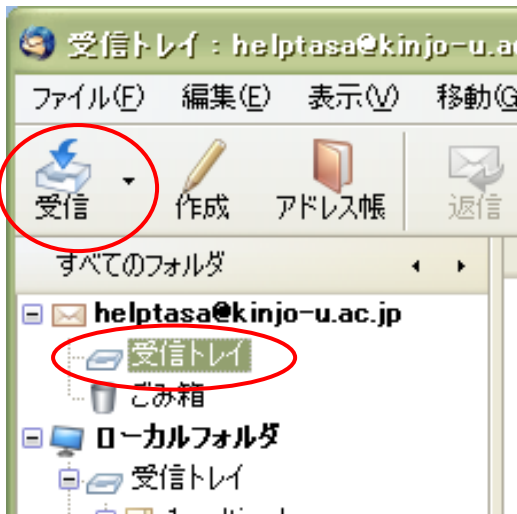 受信トレイ : helptasa@kinjo-u.a
ファイル(F) 編集(E) 表示(V) 移動(G
受信 作成 アドレス帳 返信
すべてのフォルダ
helptasa@kinjo-u.ac.jp
受信トレイ
ごみ箱
ローカルフォルダ
受信トレイ